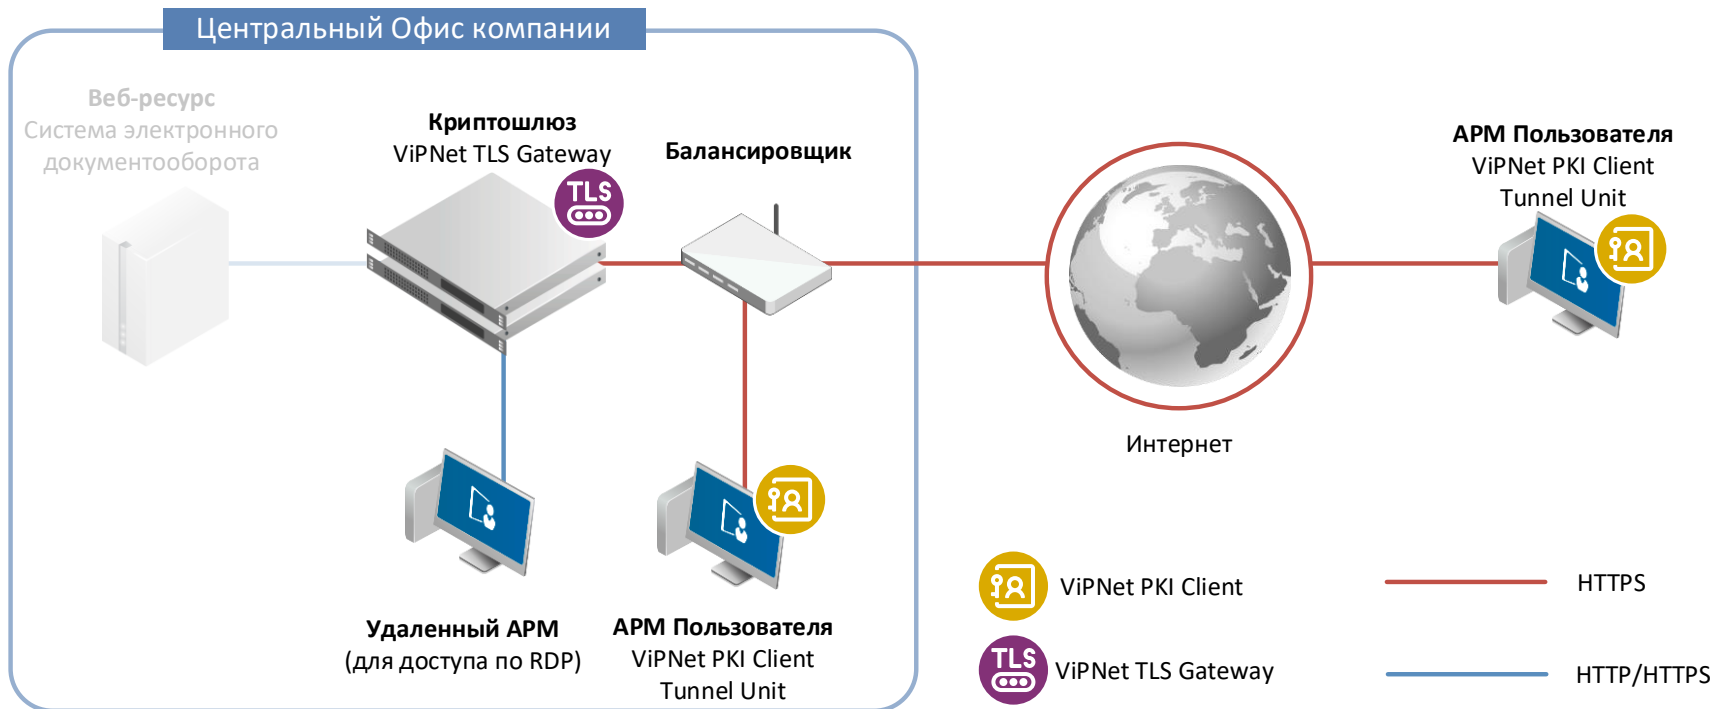 Центральный Офис компании
Веб-ресурс
Система электронного
документооборота
Криптошлюз
ViPNet TLS Gateway
TLS
Балансировщик
АРМ Пользователя
ViPNet PKI Client
Tunnel Unit
Интернет
Удаленный АРМ
(для доступа по RDP)
АРМ Пользователя
ViPNet PKI Client
Tunnel Unit
ViPNet PKI Client
HTTPS
TLS
ViPNet TLS Gateway
HTTP/HTTPS